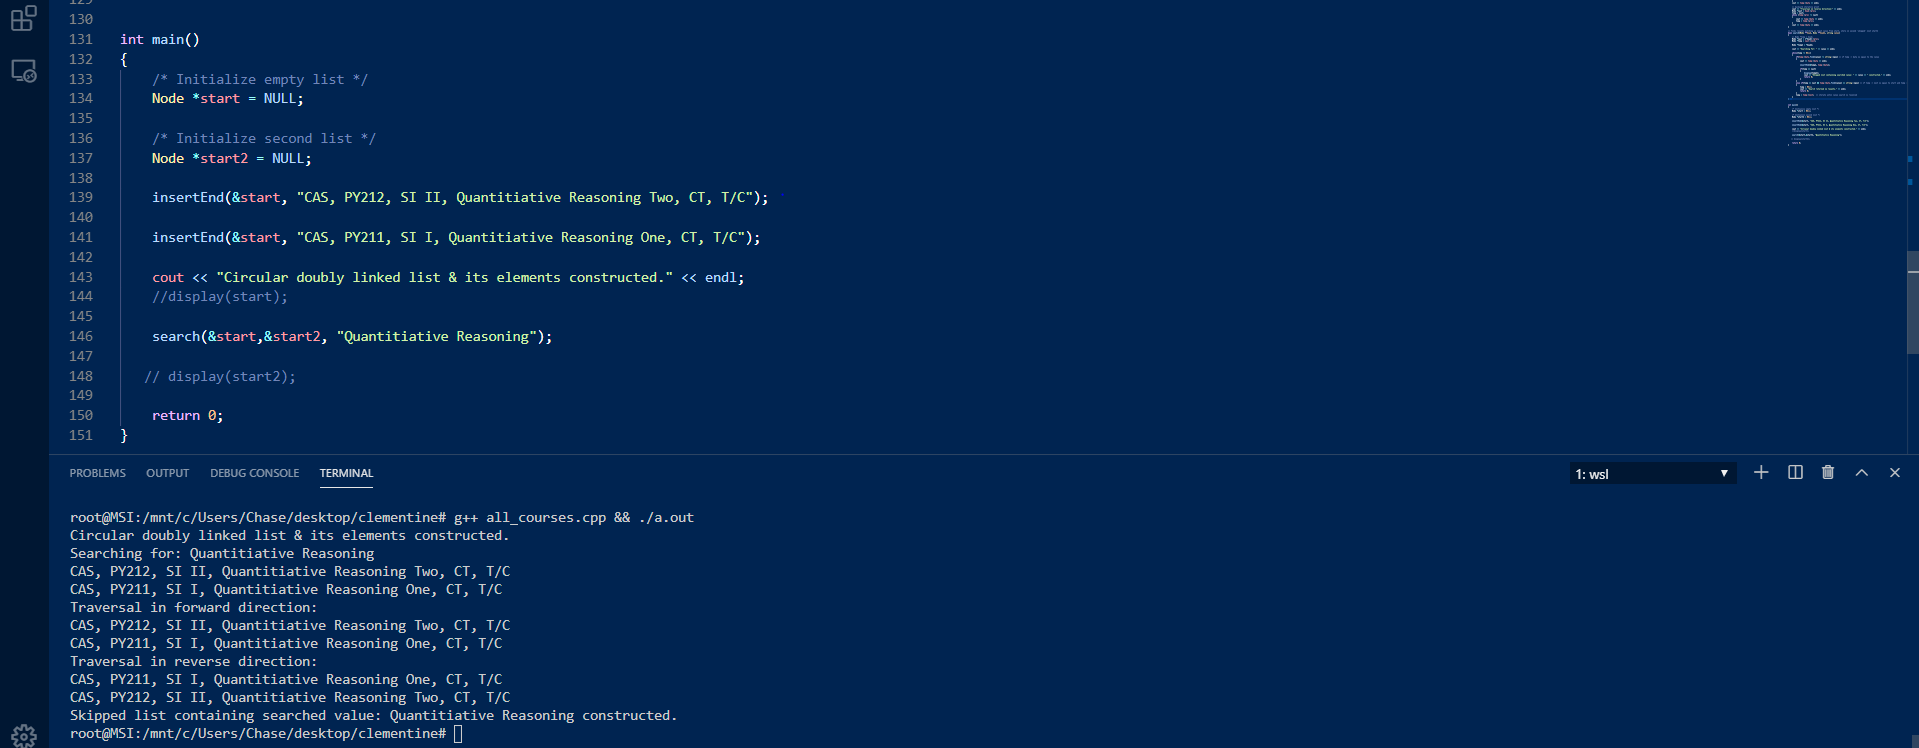 129
130
131 int main()
132 {
133 /* Initialize empty list */
134 Node *start = NULL;
135
136 /* Initialize second list */
137 Node *start2 = NULL;
138
139 insertEnd(&start, "CAS, PY212, SI II, Quantitiative Reasoning Two, CT, T/C");
140
141 insertEnd(&start, "CAS, PY211, SI I, Quantitiative Reasoning One, CT, T/C");
142
143 cout << "Circular doubly linked list & its elements constructed." << endl;
144 //display(start);
145
146 search(&start,&start2, "Quantitiative Reasoning");
147
148 // display(start2);
149
150 return 0;
151 }
PROBLEMS OUTPUT DEBUG CONSOLE TERMINAL 1: wsl
root@MSI:/mnt/c/Users/Chase/desktop/clementine# g++ all_courses.cpp && ./a.out
Circular doubly linked list & its elements constructed.
Searching for: Quantitiative Reasoning
CAS, PY212, SI II, Quantitiative Reasoning Two, CT, T/C
CAS, PY211, SI I, Quantitiative Reasoning One, CT, T/C
Traversal in forward direction:
CAS, PY212, SI II, Quantitiative Reasoning Two, CT, T/C
CAS, PY211, SI I, Quantitiative Reasoning One, CT, T/C
Traversal in reverse direction:
CAS, PY211, SI I, Quantitiative Reasoning One, CT, T/C
CAS, PY212, SI II, Quantitiative Reasoning Two, CT, T/C
Skipped list containing searched value: Quantitiative Reasoning constructed.
root@MSI:/mnt/c/Users/Chase/desktop/clementine#